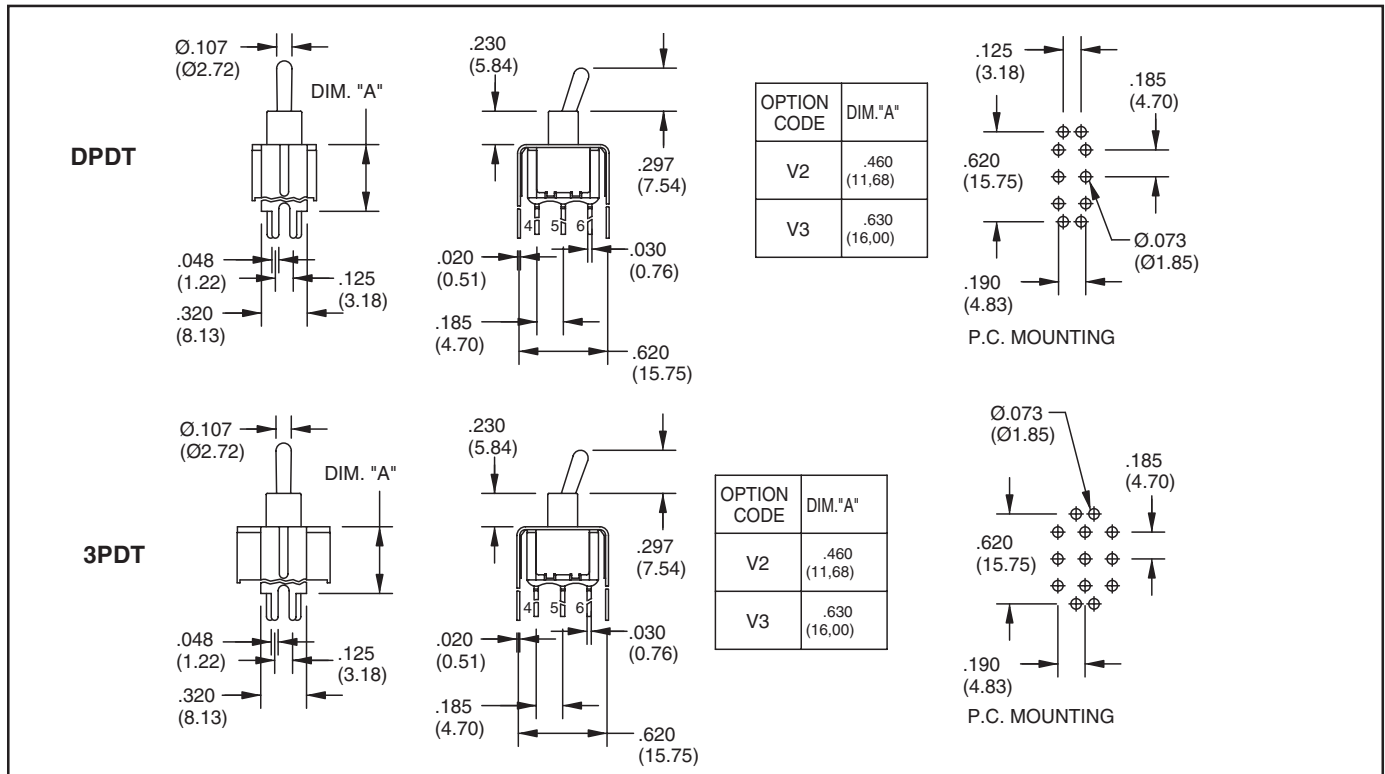 DPDT
Ø.107
(Ø2.72)
DIM. "A"
.048
(1.22)
.125
(3.18)
.320
(8.13)
.230
(5.84)
.297
(7.54)
4 5 6
.020
(0.51)
.030
(0.76)
.185
(4.70)
.620
(15.75)
OPTION CODE DIM."A"
V2 .460 (11,68)
V3 .630 (16,00)
.125
(3.18)
.185
(4.70)
.620
(15.75)
Ø.073
(Ø1.85)
.190
(4.83)
P.C. MOUNTING
3PDT
Ø.107
(Ø2.72)
DIM. "A"
.048
(1.22)
.125
(3.18)
.320
(8.13)
.230
(5.84)
.297
(7.54)
4 5 6
.020
(0.51)
.030
(0.76)
.185
(4.70)
.620
(15.75)
OPTION CODE DIM."A"
V2 .460 (11,68)
V3 .630 (16,00)
Ø.073
(Ø1.85)
.185
(4.70)
.620
(15.75)
.190
(4.83)
P.C. MOUNTING